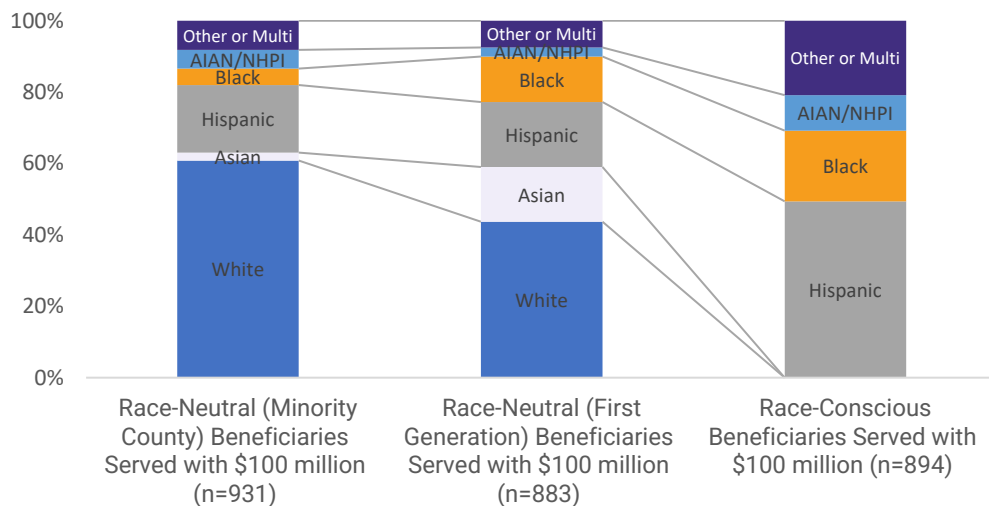 100%
80%
60%
40%
20%
0%
Other or Multi
AIAN/NHPI
Black
Hispanic
Asian
White
Other or Multi
AIAN/NHPI
Black
Hispanic
Asian
White
Other or Multi
AIAN/NHPI
Black
Hispanic
Race-Neutral (Minority
County) Beneficiaries
Served with $100 million
(n=931)
Race-Neutral (First
Generation) Beneficiaries
Served with $100 million
(n=883)
Race-Conscious
Beneficiaries Served with
$100 million (n=894)